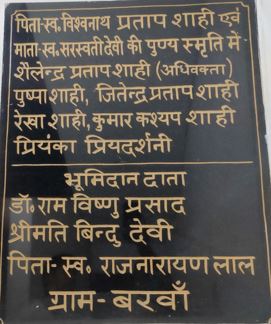 पिता-स्व. विश्वनाथ प्रताप शाही एवं
माता-स्व. सरस्वती देवी की पुण्य स्मृति में-
शैलेन्द्र प्रताप शाही (अधिवक्ता)
पुष्पा शाही, जितेन्द्र प्रताप शाही
रेखा शाही, कुमार कश्यप शाही
प्रियंका प्रियदर्शनी
भूमिदान दाता
डॉ॰ राम विष्णु प्रसाद
श्रीमति बिन्दु देवी
पिता- स्व॰ राजनारायण लाल
ग्राम- बरवाँ